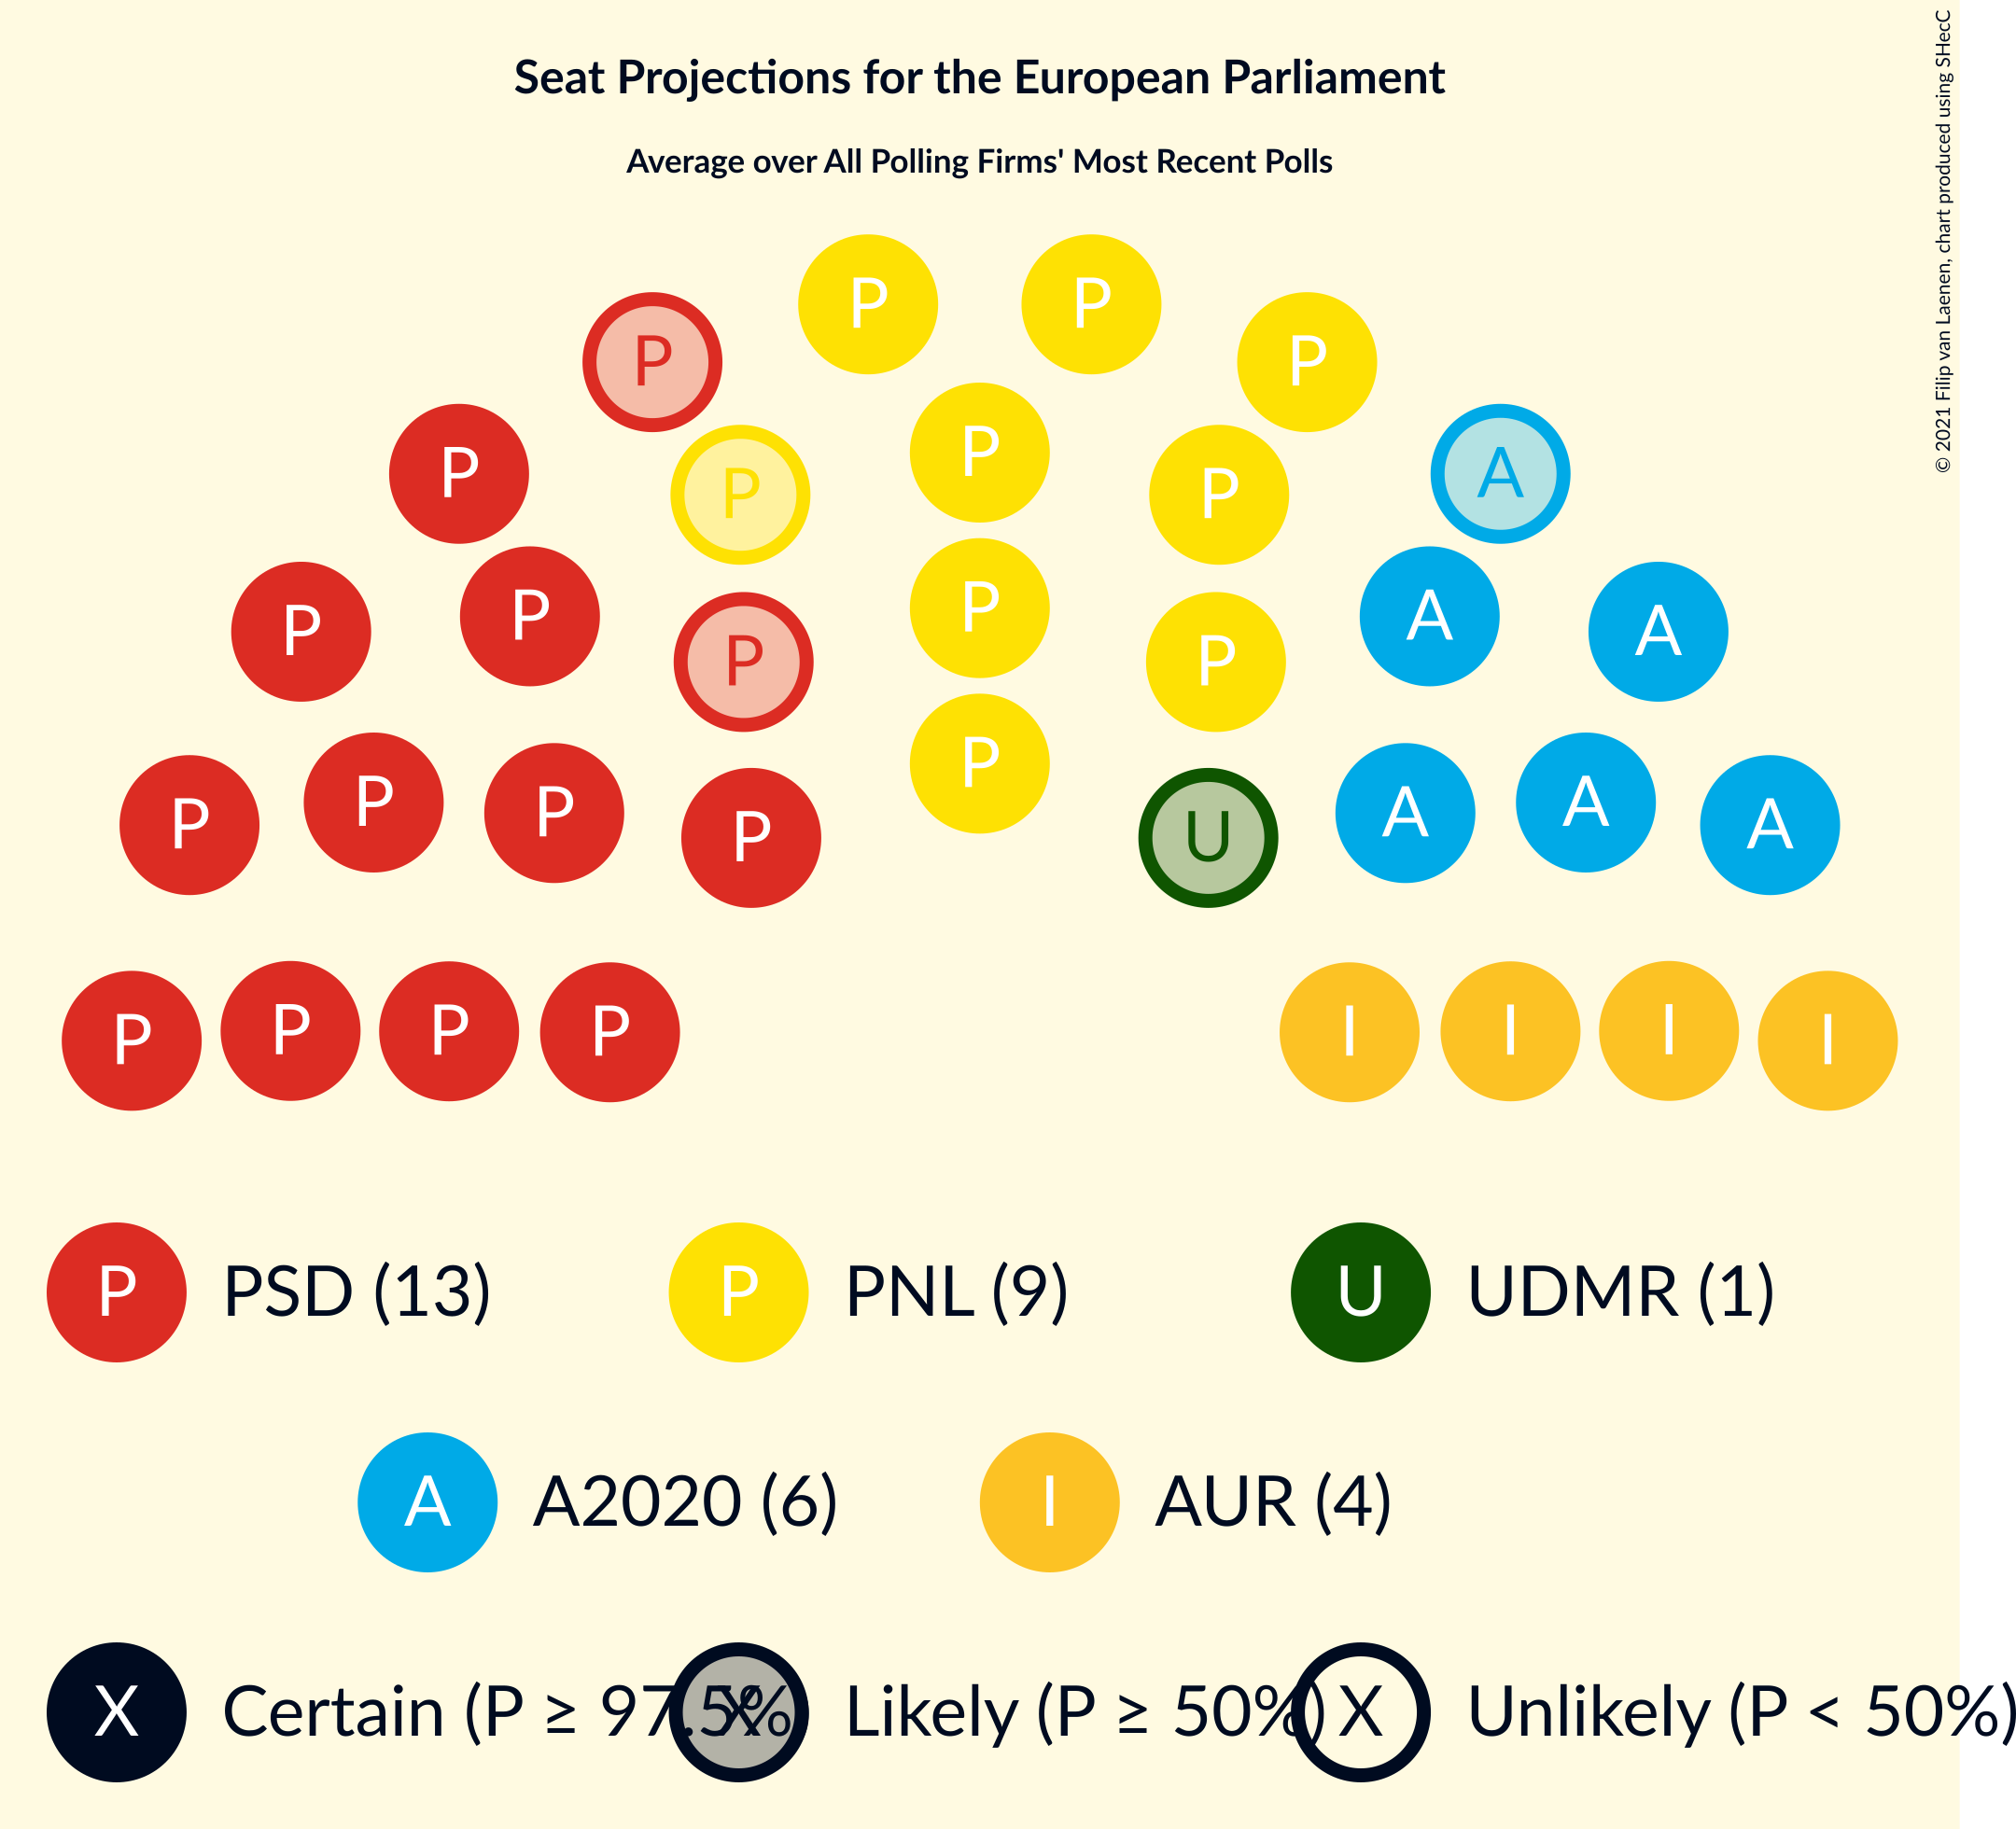 Seat Projections for the European Parliament
Average over All Polling Firms' Most Recent Polls
© 2021 Filip van Laenen, chart produced using SHecC
P P
P P
P A
P P P
P P A
P P A
P P
P P
P P P P U A A A
P P P P I I I I
P PSD (13) P PNL (9) U UDMR (1)
A A2020 (6) I AUR (4)
X Certain (P ≥ 97.5% X Likely (P ≥ 50%) X Unlikely (P < 50%)